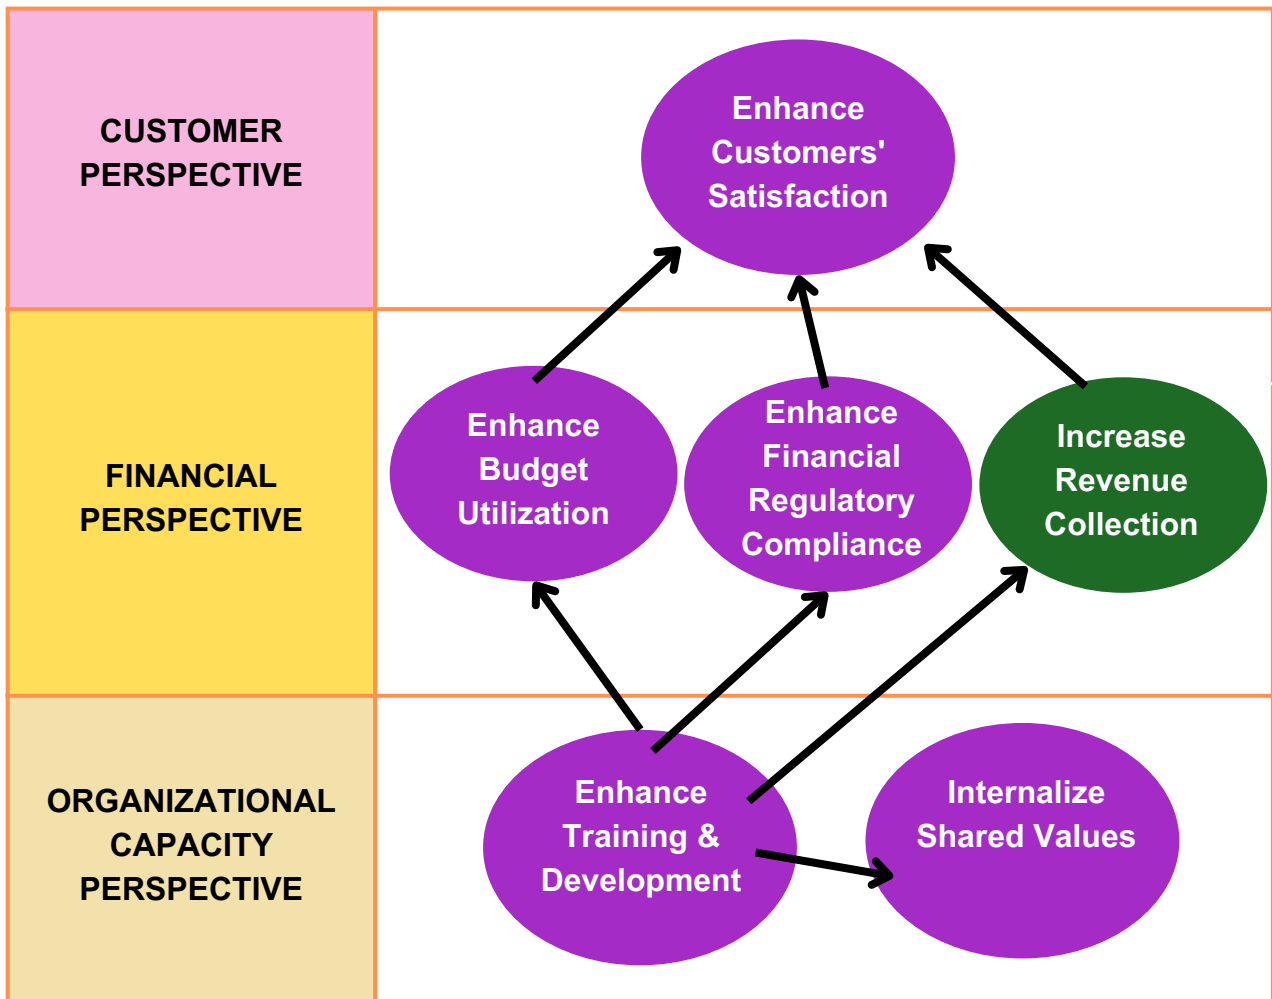 CUSTOMER
PERSPECTIVE
Enhance
Customers'
Satisfaction
FINANCIAL
PERSPECTIVE
Enhance
Budget
Utilization
Enhance
Financial
Regulatory
Compliance
Increase
Revenue
Collection
ORGANIZATIONAL
CAPACITY
PERSPECTIVE
Enhance
Training &
Development
Internalize
Shared Values